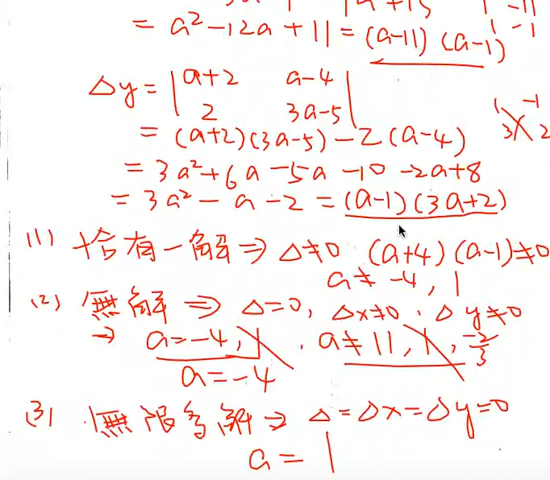 = a²-12a+11 = (a-11)(a-1)
Δy = |a+2 a-4|
|2 3a-5|
= (a+2)(3a-5)-2(a-4)
= 3a²+6a-5a-10-2a+8
= 3a²-a-2 = (a-1)(3a+2)
(1) 恰有一解 ⇒ Δ≠0 (a+4)(a-1)≠0
a≠-4, 1
(2) 無解 ⇒ Δ=0, Δx≠0, Δy≠0
→ a=-4, 1, a≠11, 1, -2/3
a=-4
(3) 無限多解 ⇒ Δ=Δx=Δy=0
a=1